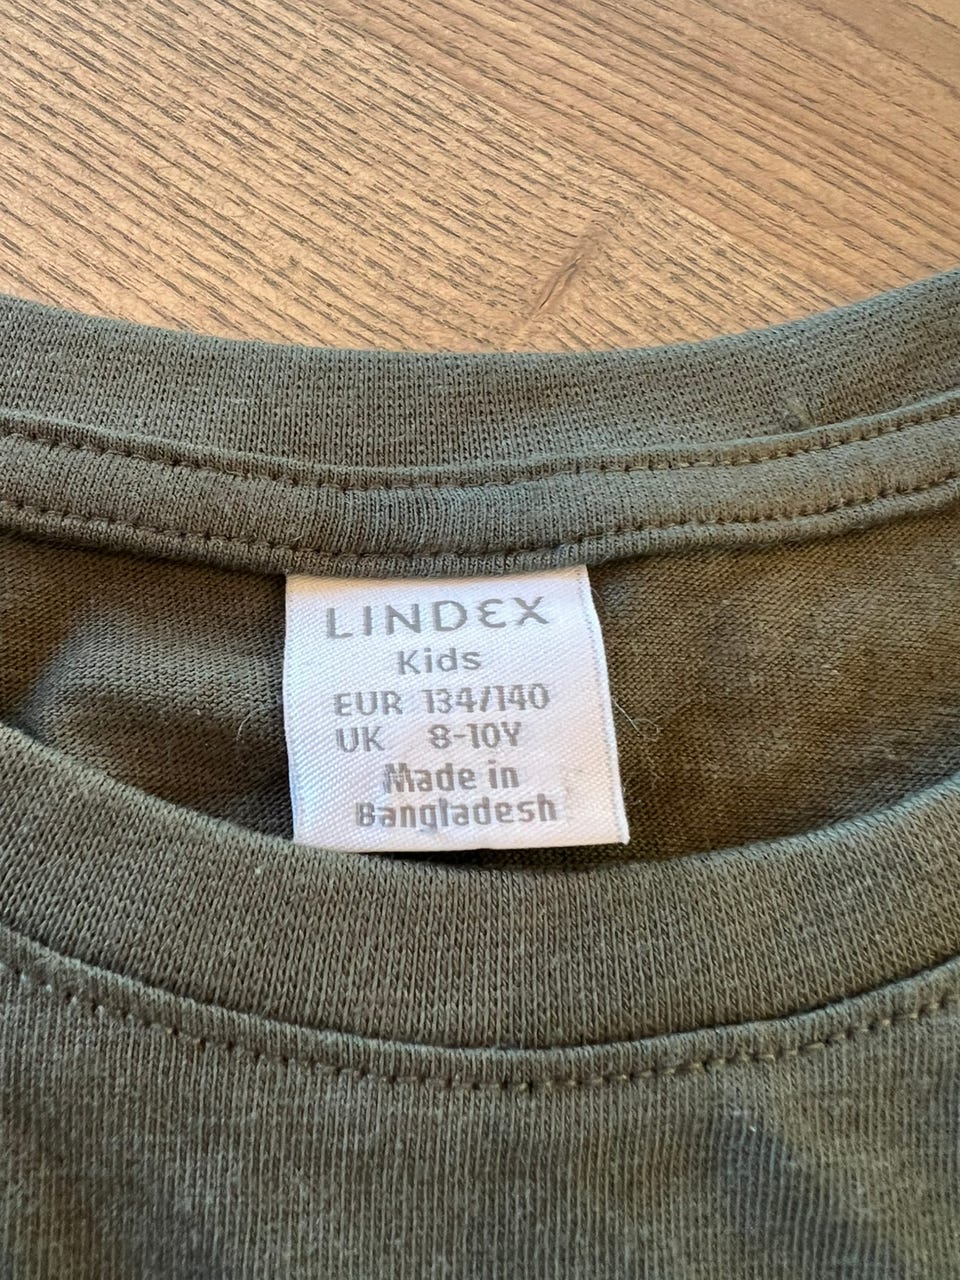 LINDEX
Kids
EUR 134/140
UK 8-10Y
Made in
Bangladesh